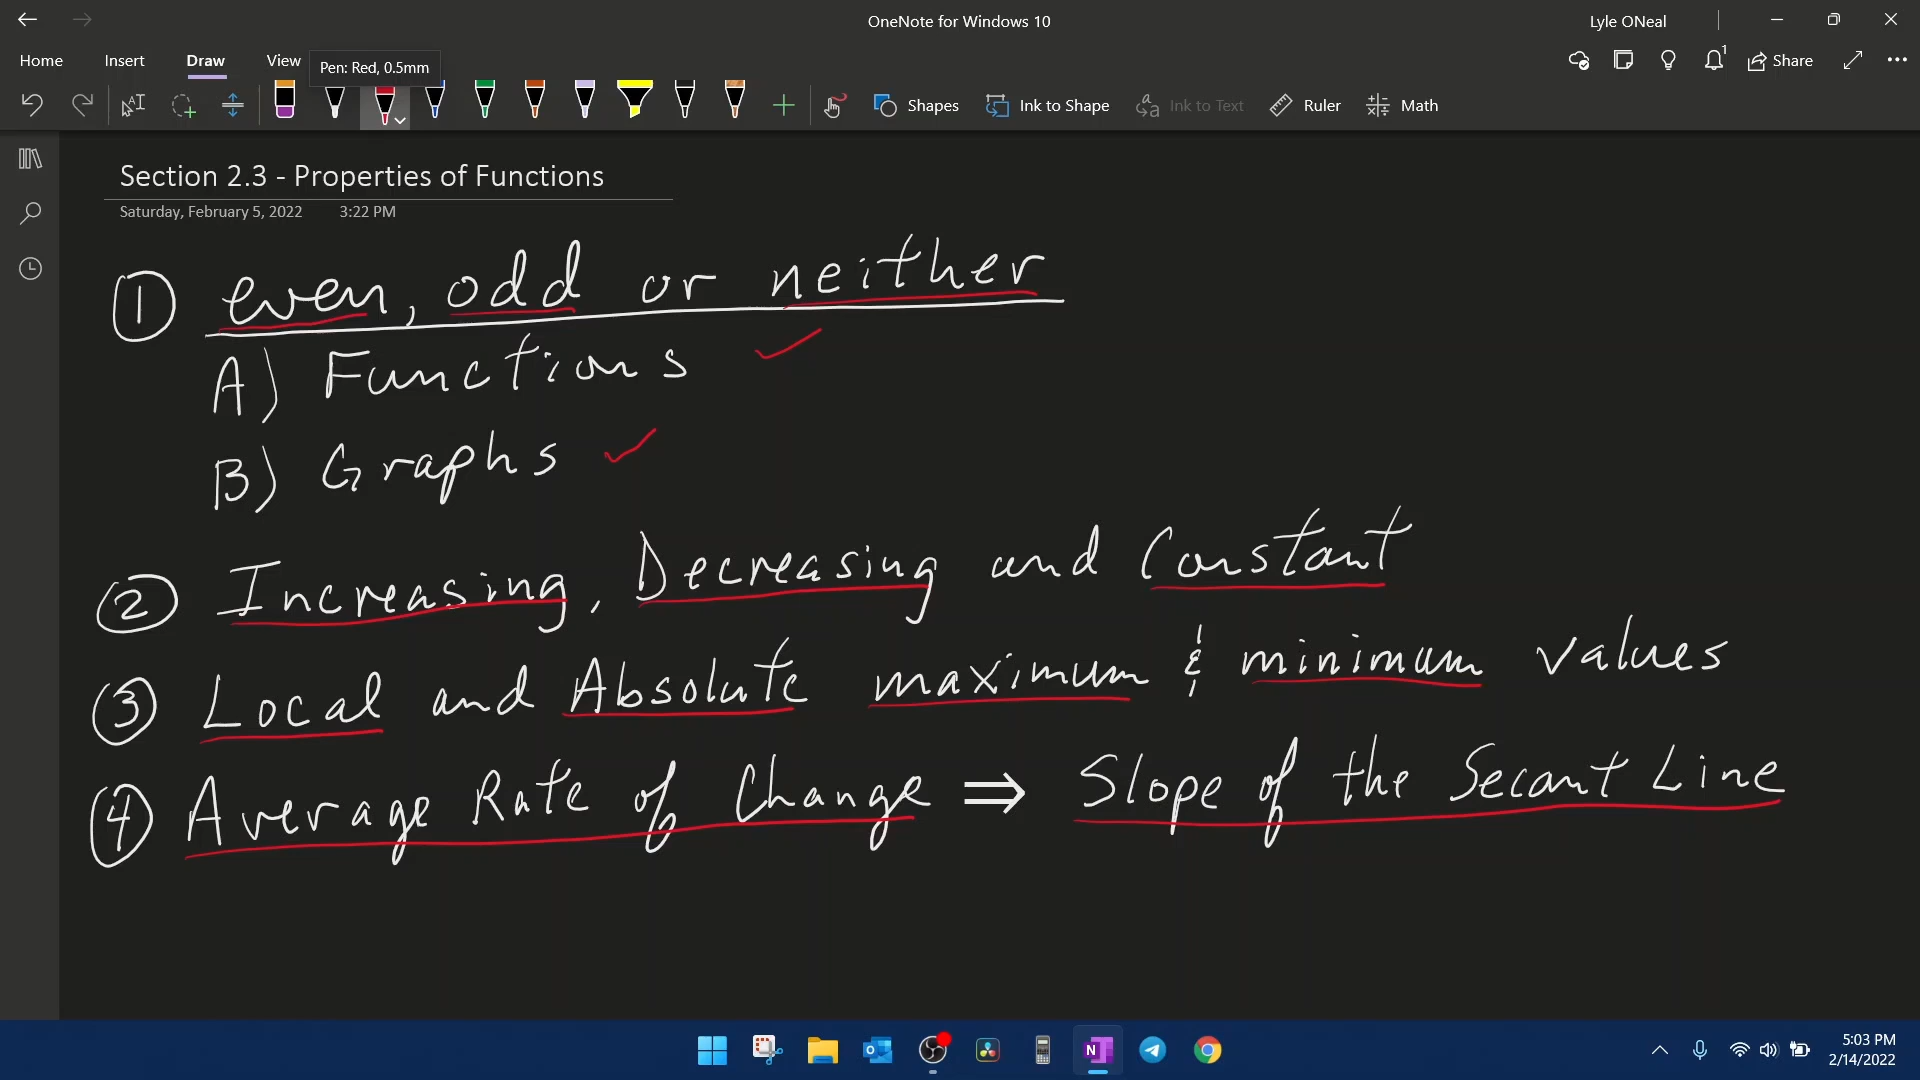 OneNote for Windows 10
Lyle ONeal
Home Insert Draw View
Pen: Red, 0.5mm
1
Share
Shapes Ink to Shape Ink to Text Ruler Math
Section 2.3 - Properties of Functions
Saturday, February 5, 2022 3:22 PM
① even, odd or neither
A) Functions
B) Graphs
② Increasing, Decreasing and Constant
③ Local and Absolute maximum & minimum values
④ Average Rate of Change ⇒ Slope of the Secant Line
5:03 PM
2/14/2022